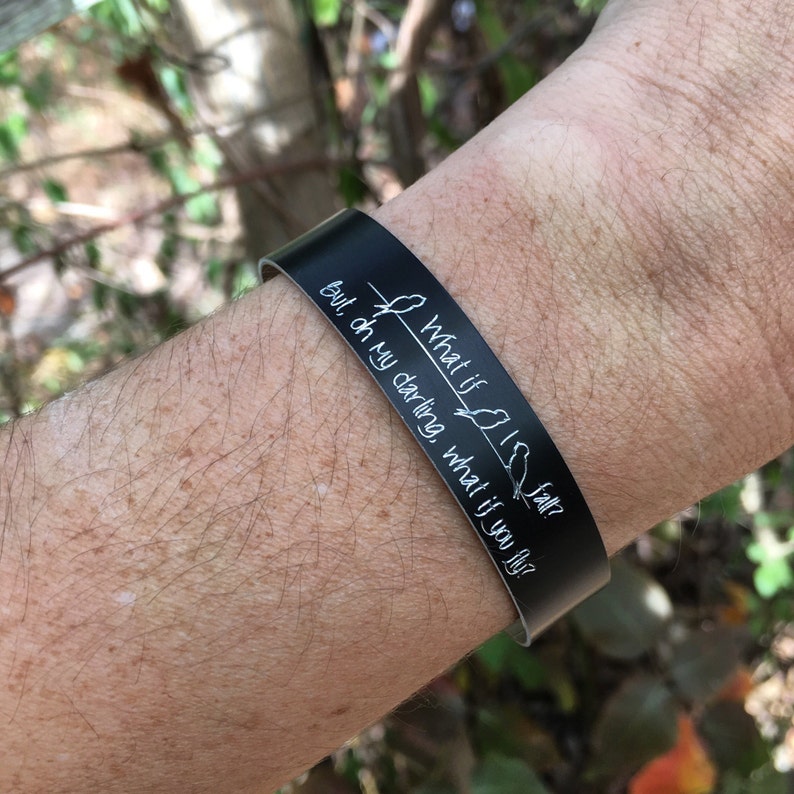 What if I fall?
But, oh my darling, what if you fly?